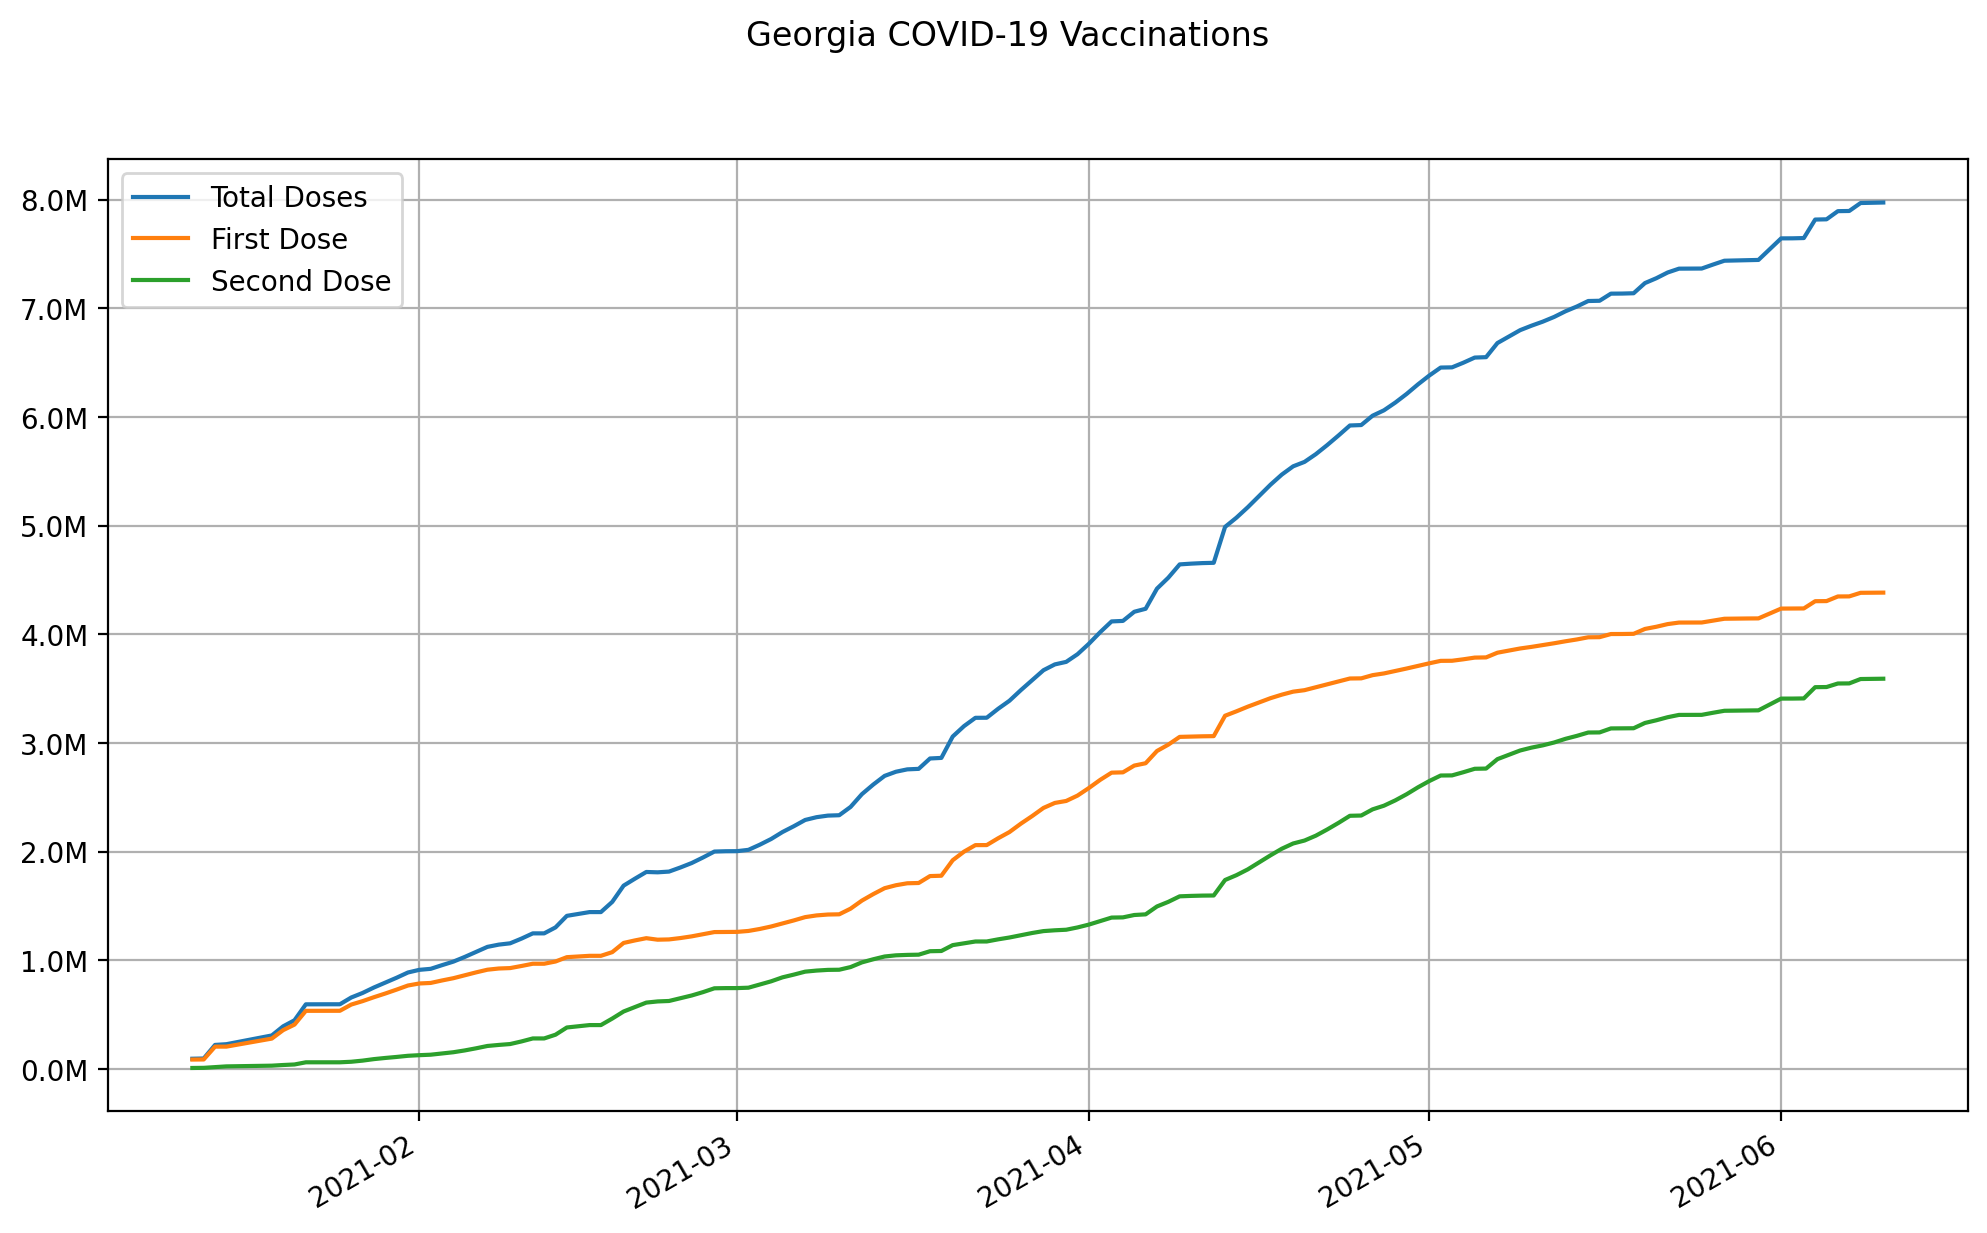 Georgia COVID-19 Vaccinations
Total Doses
First Dose
Second Dose
8.0M
7.0M
6.0M
5.0M
4.0M
3.0M
2.0M
1.0M
0.0M
2021-02
2021-03
2021-04
2021-05
2021-06